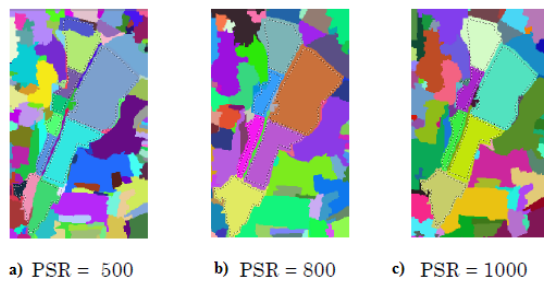 a) PSR = 500 b) PSR = 800 c) PSR = 1000